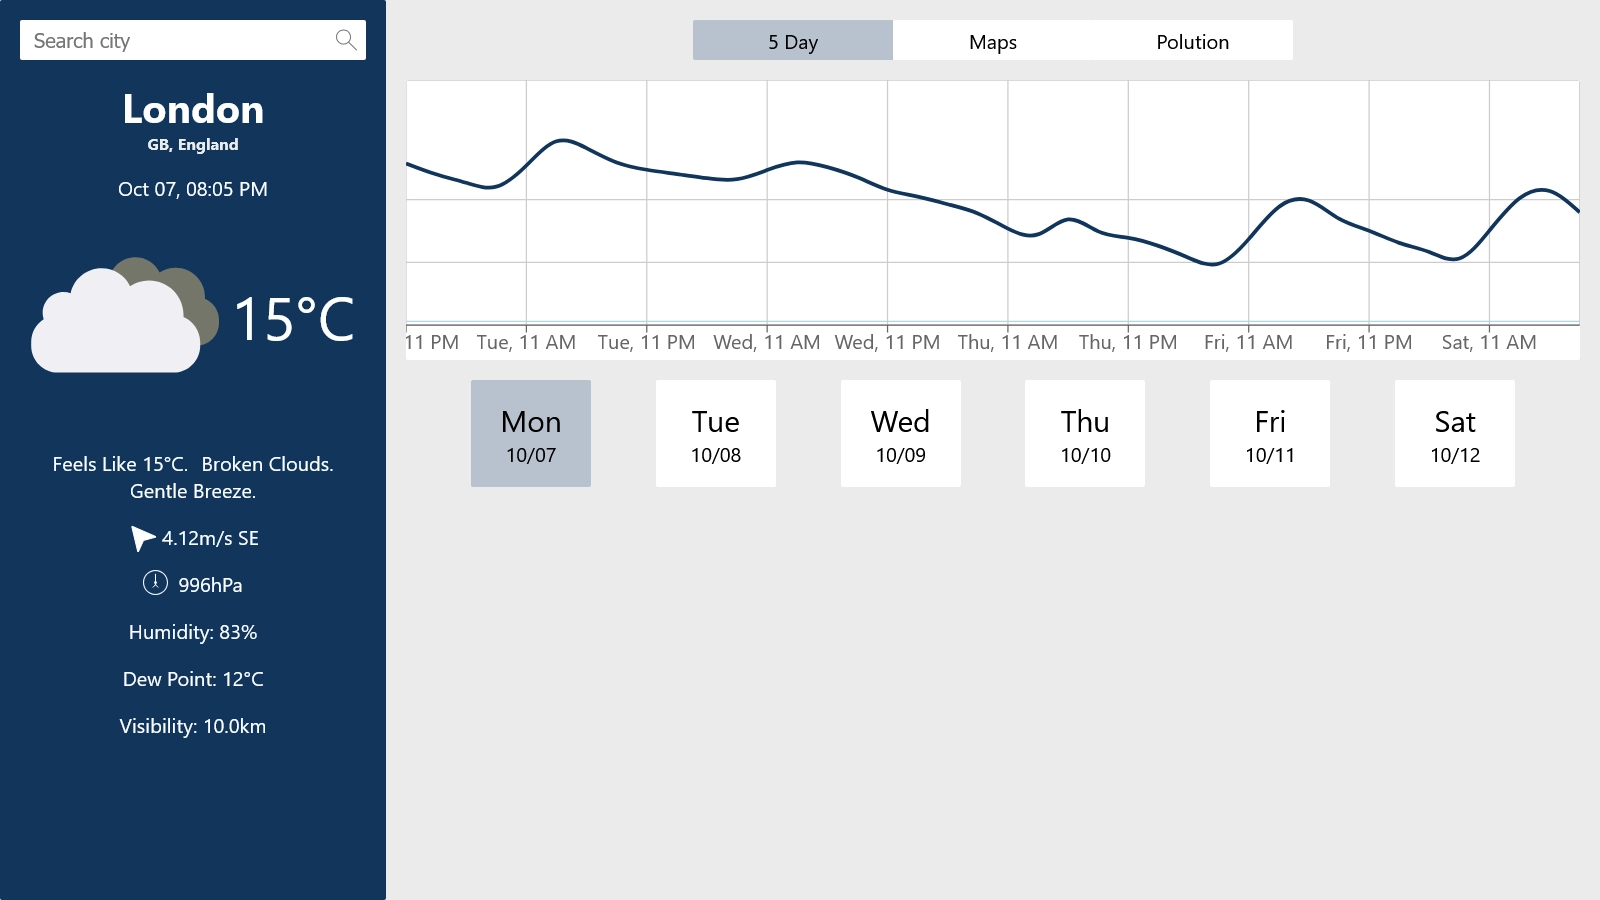 Search city
London
GB, England
Oct 07, 08:05 PM
15°C
Feels Like 15°C. Broken Clouds.
Gentle Breeze.
4.12m/s SE
996hPa
Humidity: 83%
Dew Point: 12°C
Visibility: 10.0km
5 Day Maps Polution
11 PM Tue, 11 AM Tue, 11 PM Wed, 11 AM Wed, 11 PM Thu, 11 AM Thu, 11 PM Fri, 11 AM Fri, 11 PM Sat, 11 AM
Mon Tue Wed Thu Fri Sat
10/07 10/08 10/09 10/10 10/11 10/12